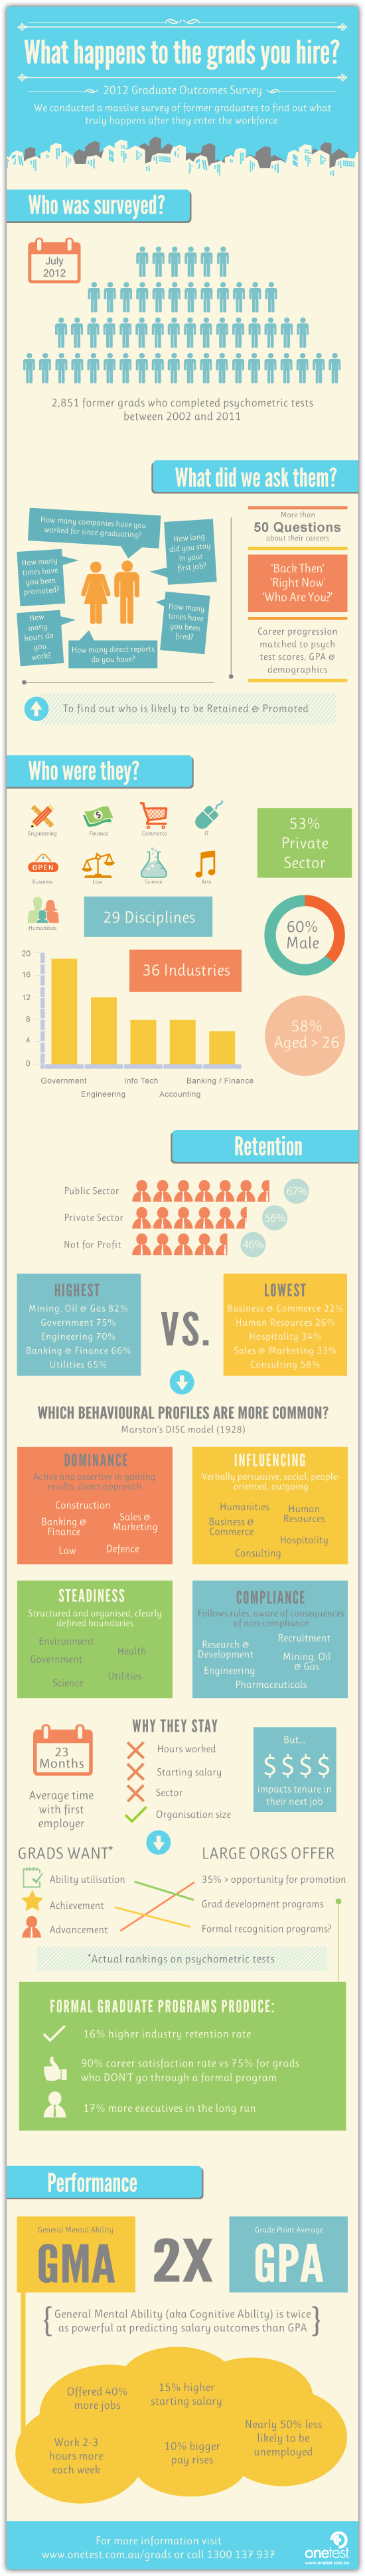 What happens to the grads you hire?
2012 Graduate Outcomes Survey
We conducted a massive survey of former graduates to find out what
truly happens after they enter the workforce
Who was surveyed?
July
2012
2,851 former grads who completed psychometric tests
between 2002 and 2011
What did we ask them?
How many companies have you
worked for since graduating?
How long
did you stay
in your
first job?
How many
times have
you been
promoted?
How many
times have
you been
fired?
How
many
hours do
you
work?
How many direct reports
do you have?
More than
50 Questions
about their careers
'Back Then'
'Right Now'
'Who Are You?'
Career progression
matched to psych
test scores, GPA &
demographics
To find out who is likely to be Retained & Promoted
Who were they?
Engineering
Finance
Commerce
IT
OPEN
Business
Law
Science
Arts
Humanities
29 Disciplines
53%
Private
Sector
60%
Male
58%
Aged > 26
36 Industries
20
16
12
8
4
0
Government
Info Tech
Banking / Finance
Engineering
Accounting
Retention
Public Sector
67%
Private Sector
56%
Not for Profit
46%
HIGHEST
Mining, Oil & Gas 82%
Government 75%
Engineering 70%
Banking & Finance 66%
Utilities 65%
VS.
LOWEST
Business & Commerce 22%
Human Resources 26%
Hospitality 34%
Sales & Marketing 33%
Consulting 58%
WHICH BEHAVIOURAL PROFILES ARE MORE COMMON?
Marston's DISC model (1928)
DOMINANCE
Active and assertive in gaining
results, direct approach
Construction
Banking &
Finance
Sales &
Marketing
Law
Defence
INFLUENCING
Verbally persuasive, social, people-
oriented, outgoing
Humanities
Human
Resources
Business &
Commerce
Hospitality
Consulting
STEADINESS
Structured and organised, clearly
defined boundaries
Environment
Health
Government
Utilities
Science
COMPLIANCE
Follows rules, aware of consequences
of non-compliance
Recruitment
Research &
Development
Mining, Oil
& Gas
Engineering
Pharmaceuticals
23
Months
Average time
with first
employer
WHY THEY STAY
Hours worked
Starting salary
Sector
Organisation size
But...
$ $ $ $
impacts tenure in
their next job
GRADS WANT*
Ability utilisation
Achievement
Advancement
LARGE ORGS OFFER
35% > opportunity for promotion
Grad development programs
Formal recognition programs?
*Actual rankings on psychometric tests
FORMAL GRADUATE PROGRAMS PRODUCE:
16% higher industry retention rate
90% career satisfaction rate vs 75% for grads
who DON'T go through a formal program
17% more executives in the long run
Performance
General Mental Ability
GMA
2X
Grade Point Average
GPA
{ General Mental Ability (aka Cognitive Ability) is twice
as powerful at predicting salary outcomes than GPA }
Offered 40%
more jobs
15% higher
starting salary
Nearly 50% less
likely to be
unemployed
Work 2-3
hours more
each week
10% bigger
pay rises
For more information visit
www.onetest.com.au/grads or call 1300 137 937
onetest
www.onetest.com.au